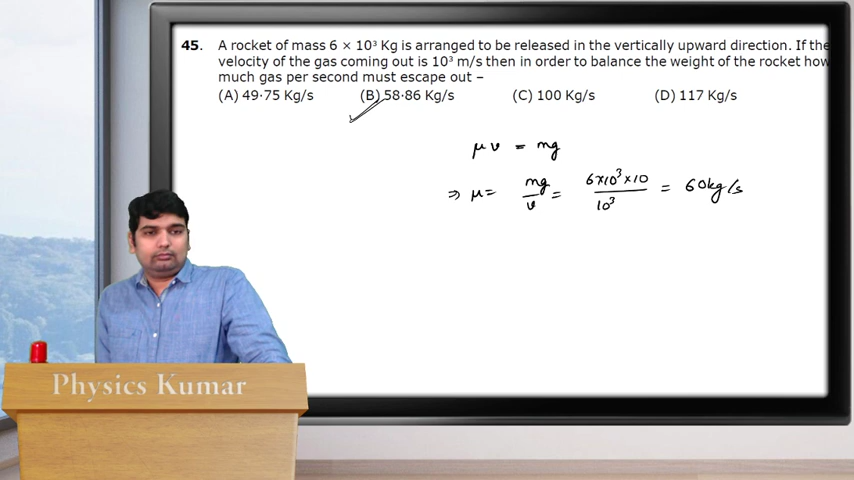 45. A rocket of mass 6 × 10³ Kg is arranged to be released in the vertically upward direction. If the
velocity of the gas coming out is 10³ m/s then in order to balance the weight of the rocket how
much gas per second must escape out –
(A) 49·75 Kg/s (B) 58·86 Kg/s (C) 100 Kg/s (D) 117 Kg/s
μv = mg
⇒ μ = mg/v = 6×10³×10/10³ = 60kg/s
Physics Kumar